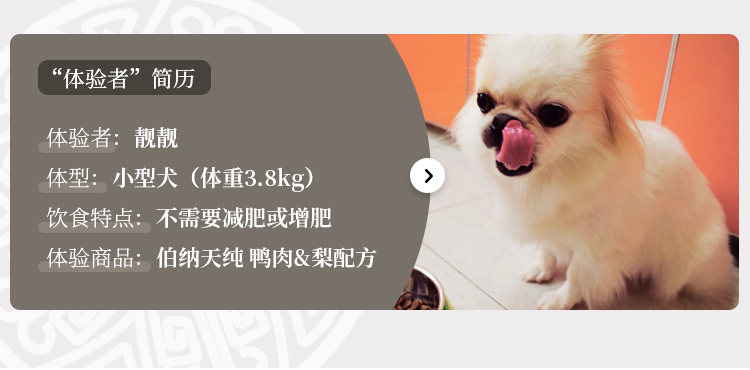 “体验者”简历
体验者：靓靓
体型：小型犬（体重3.8kg）
饮食特点：不需要减肥或增肥
体验商品：伯纳天纯 鸭肉&梨配方